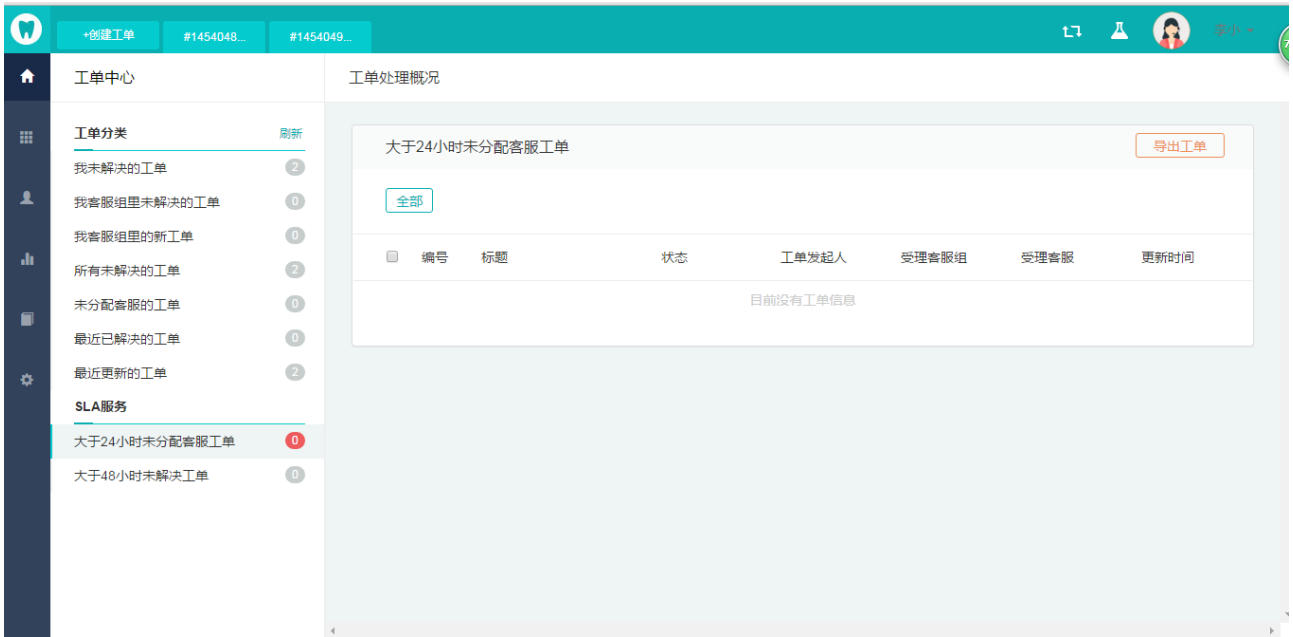 +创建工单
#1454048...
#1454049...
李小
工单中心
工单处理概况
工单分类
刷新
我未解决的工单 2
我客服组里未解决的工单 0
我客服组里的新工单 0
所有未解决的工单 2
未分配客服的工单 0
最近已解决的工单 0
最近更新的工单 2
SLA服务
大于24小时未分配客服工单 0
大于48小时未解决工单 0
大于24小时未分配客服工单
导出工单
全部
编号 标题 状态 工单发起人 受理客服组 受理客服 更新时间
目前没有工单信息